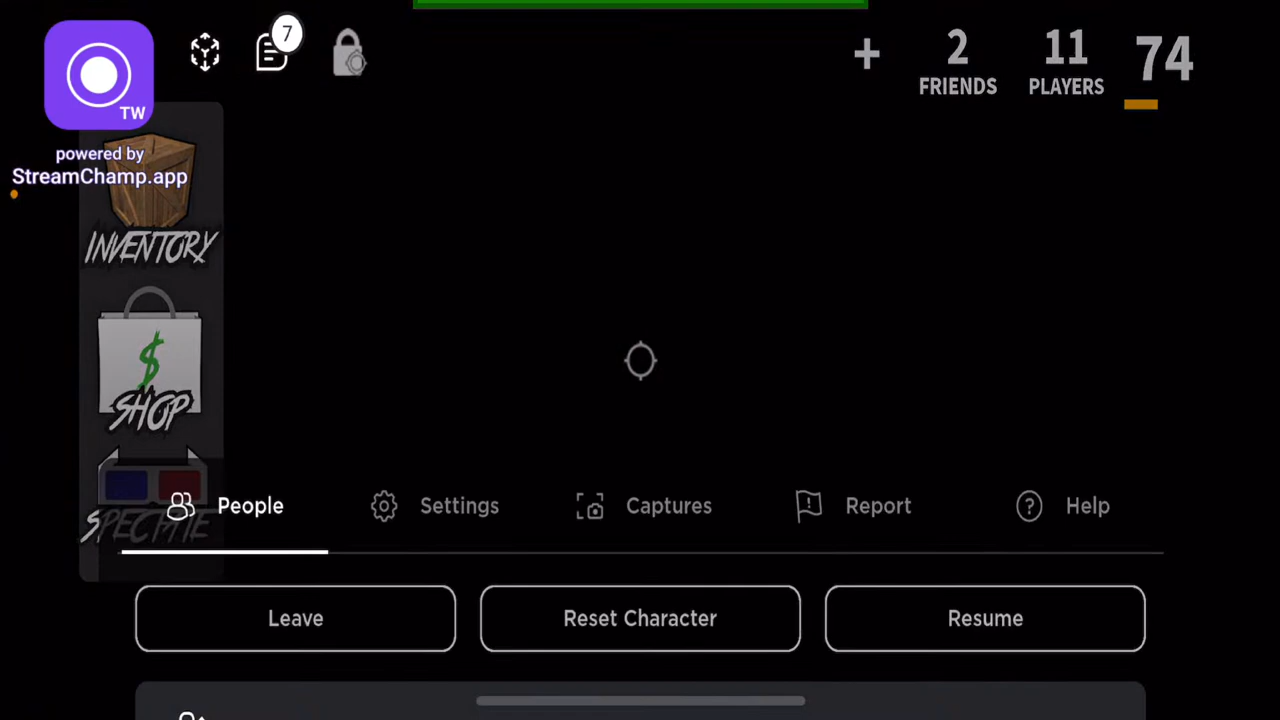 7
TW
powered by
StreamChamp.app
2
FRIENDS
11
PLAYERS
74
INVENTORY
$
SHOP
SPECTATE
People
Settings
Captures
Report
Help
Leave
Reset Character
Resume